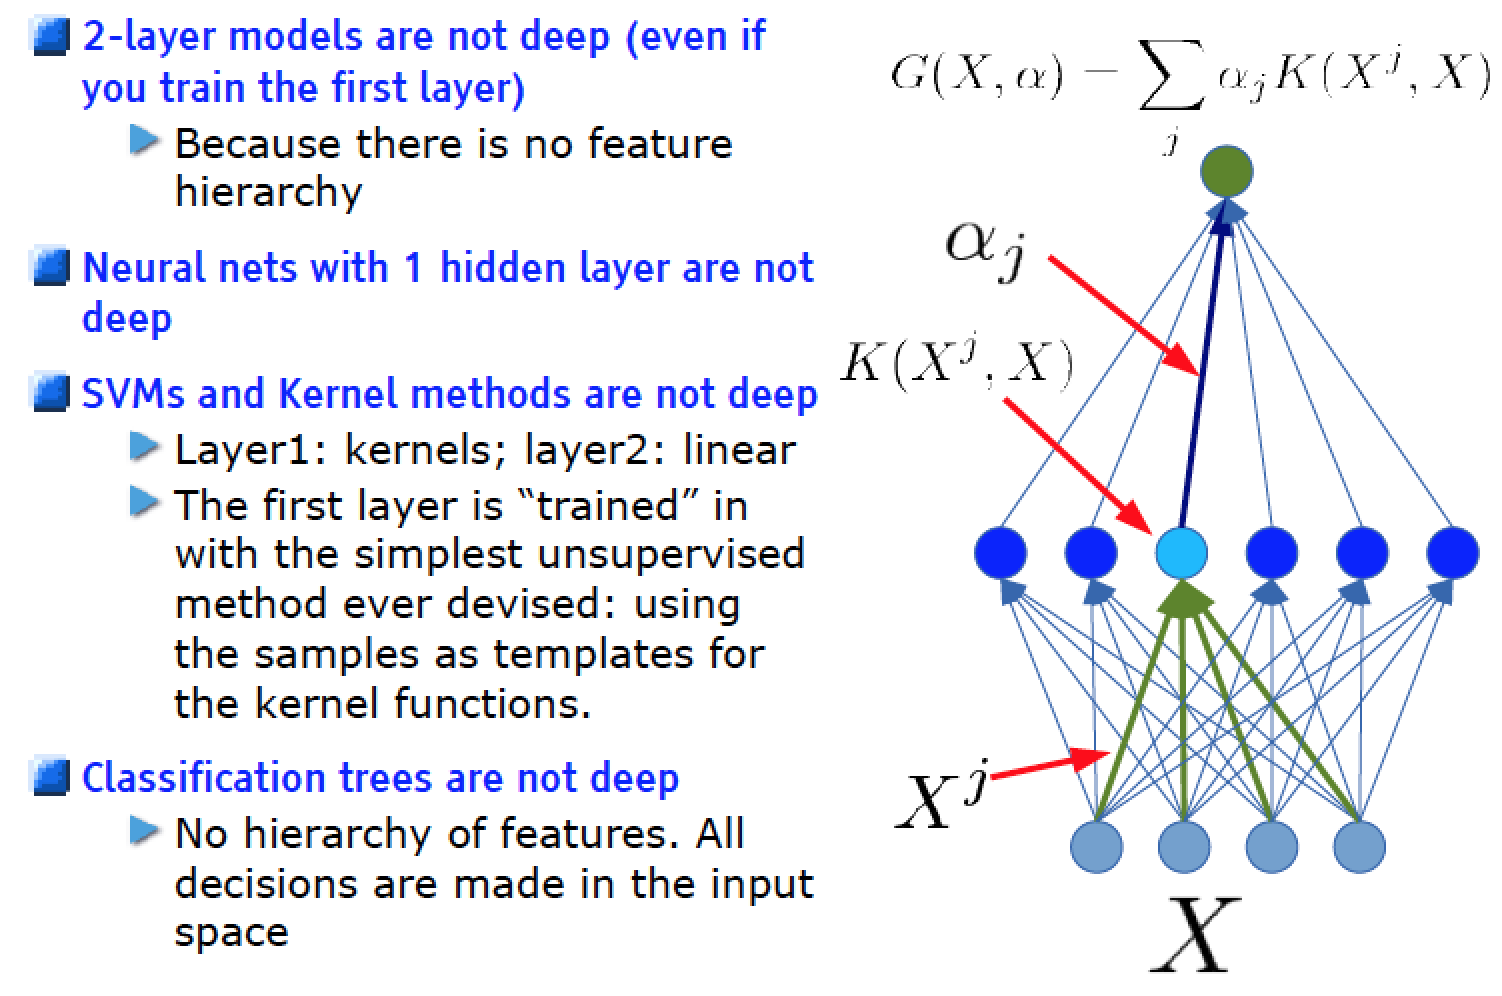 2-layer models are not deep (even if
you train the first layer)
Because there is no feature
hierarchy
Neural nets with 1 hidden layer are not
deep
SVMs and Kernel methods are not deep
Layer1: kernels; layer2: linear
The first layer is “trained” in
with the simplest unsupervised
method ever devised: using
the samples as templates for
the kernel functions.
Classification trees are not deep
No hierarchy of features. All
decisions are made in the input
space
G(X, α) − ∑ α_j K(X^j, X)
j
α_j
K(X^j, X)
X^j
X